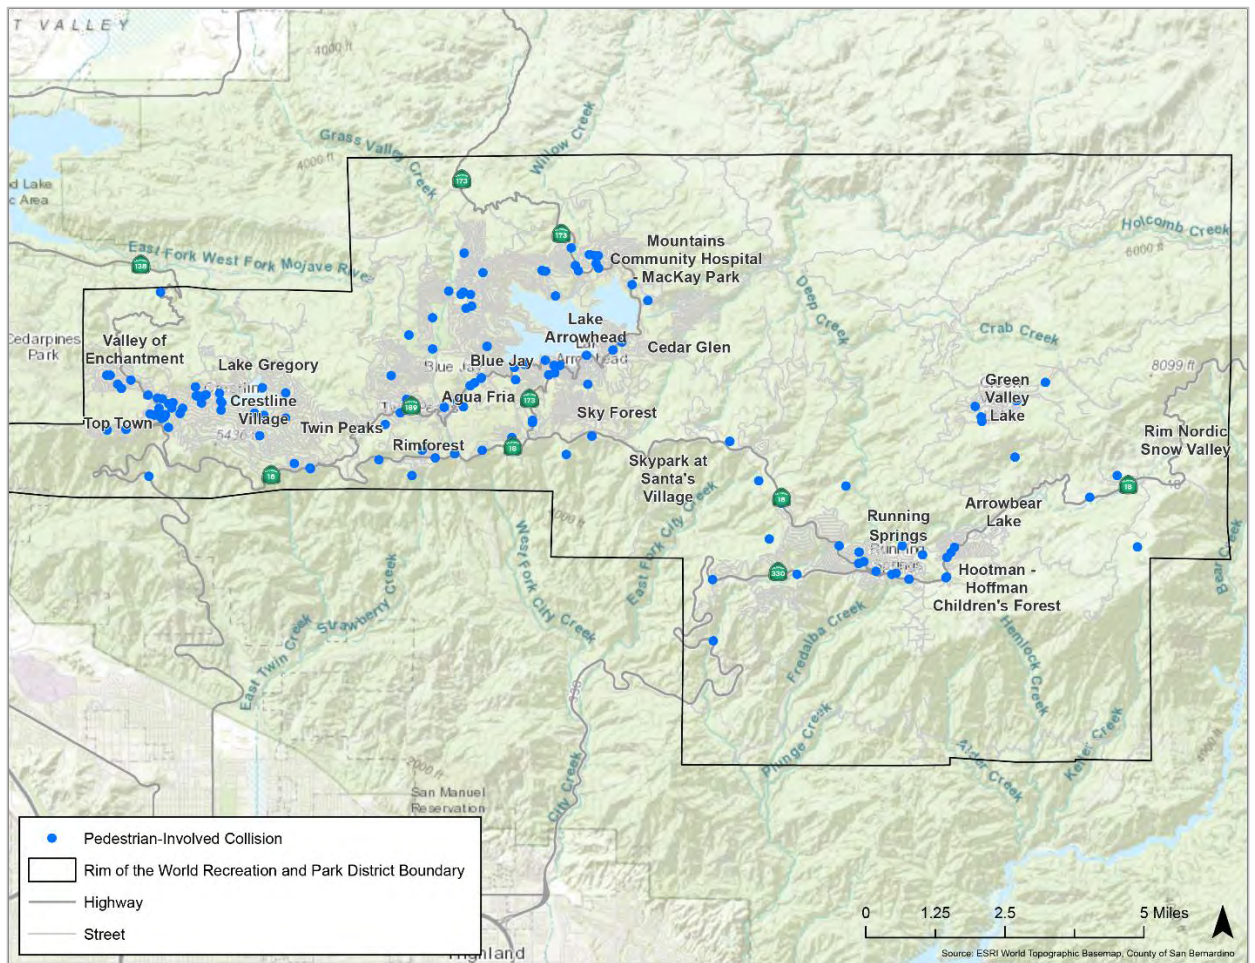 T VALLEY
4000 ft
Grass Valley Creek
Willow Creek
4000 ft
173
d Lake
c Area
Holcomb Creek
6000 ft
173
East Fork West Fork Mojave River
138
Mountains
Community Hospital
- MacKay Park
Deep Creek
Cedarpines
Park
Valley of
Enchantment
Lake
Arrowhead
Crab Creek
Cedar Glen
Lake Gregory
Blue Jay
8099 ft
Green
Valley
Lake
Crestline
Village
Agua Fria
189
173
Top Town
5436
Twin Peaks
Sky Forest
Rim Nordic
Snow Valley
Rimforest
18
18
Skypark at
Santa's
Village
18
18
18
Arrowbear
Lake
Running
Springs
Running
West Fork City Creek
East Fork City Creek
330
Hootman -
Hoffman
Children's Forest
Strawberry Creek
East Twin Creek
Fredalba Creek
Hemlock Creek
Bear Creek
330
Plunge Creek
Alder Creek
Keller Creek
4000 ft
2000 ft
City Creek
San Manuel
Reservation
Pedestrian-Involved Collision
Rim of the World Recreation and Park District Boundary
Highway
Street
Highland
0 1.25 2.5 5 Miles
Source: ESRI World Topographic Basemap, County of San Bernardino